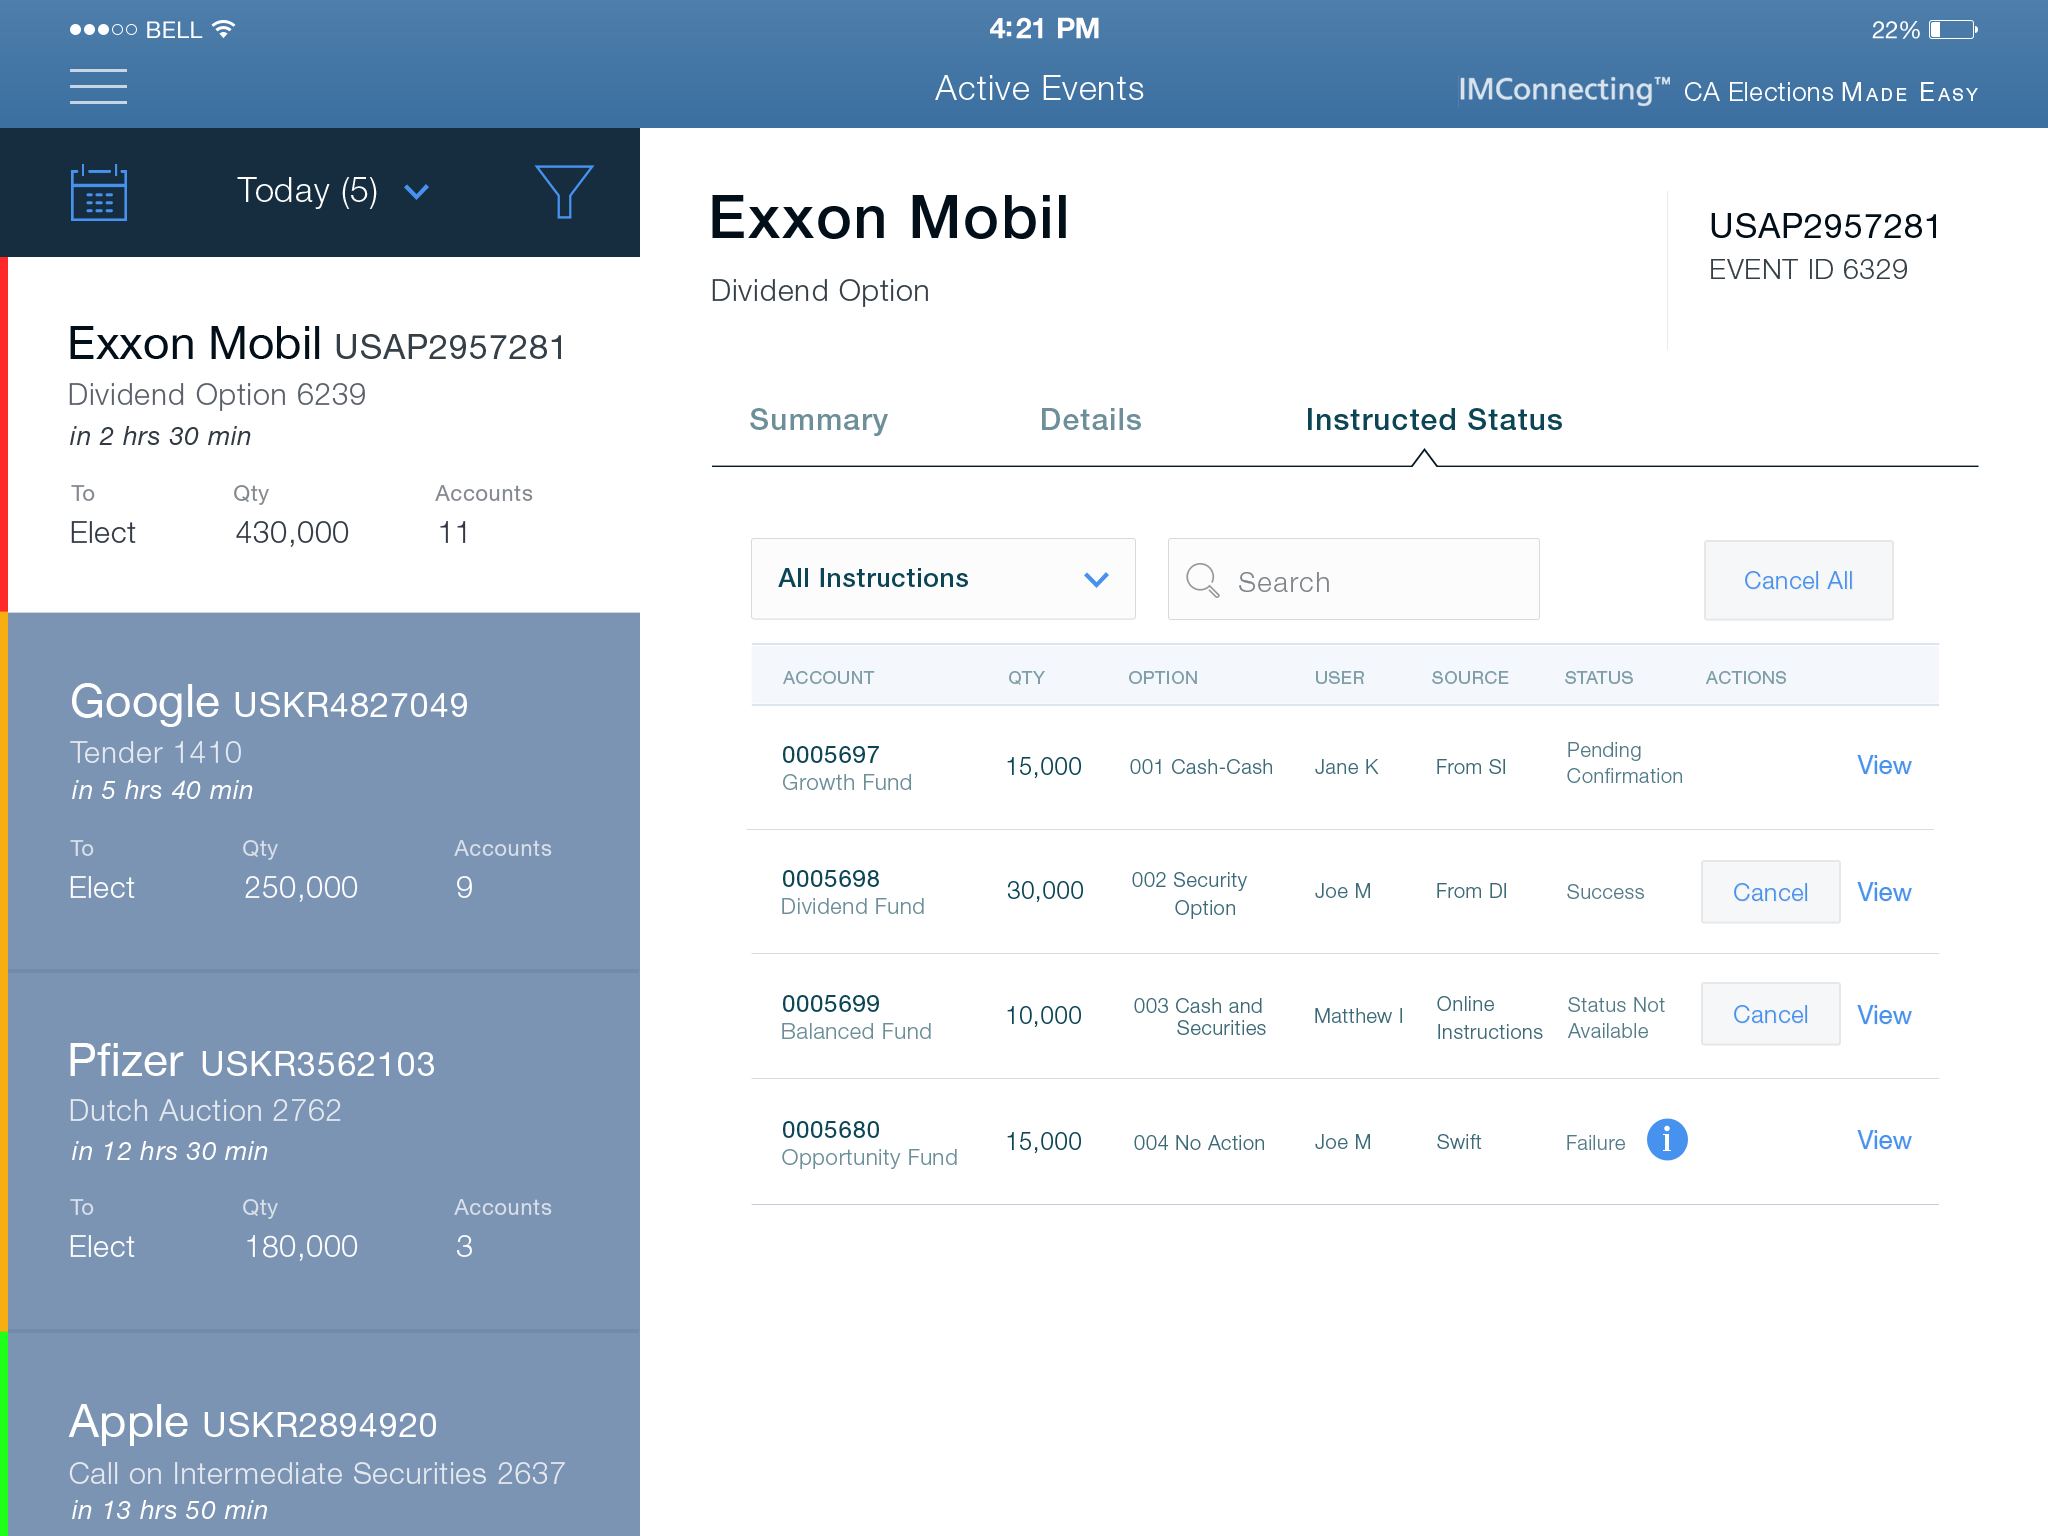 BELL
4:21 PM
22%
Active Events
IMConnecting™ CA Elections MADE EASY
Today (5)
Exxon Mobil USAP2957281
Dividend Option 6239
in 2 hrs 30 min
To Qty Accounts
Elect 430,000 11
Google USKR4827049
Tender 1410
in 5 hrs 40 min
To Qty Accounts
Elect 250,000 9
Pfizer USKR3562103
Dutch Auction 2762
in 12 hrs 30 min
To Qty Accounts
Elect 180,000 3
Apple USKR2894920
Call on Intermediate Securities 2637
in 13 hrs 50 min
Exxon Mobil
Dividend Option
USAP2957281
EVENT ID 6329
Summary Details Instructed Status
All Instructions
Search
Cancel All
ACCOUNT QTY OPTION USER SOURCE STATUS ACTIONS
0005697
Growth Fund
15,000
001 Cash-Cash
Jane K
From SI
Pending
Confirmation
View
0005698
Dividend Fund
30,000
002 Security
Option
Joe M
From DI
Success
Cancel
View
0005699
Balanced Fund
10,000
003 Cash and
Securities
Matthew I
Online
Instructions
Status Not
Available
Cancel
View
0005680
Opportunity Fund
15,000
004 No Action
Joe M
Swift
Failure
i
View